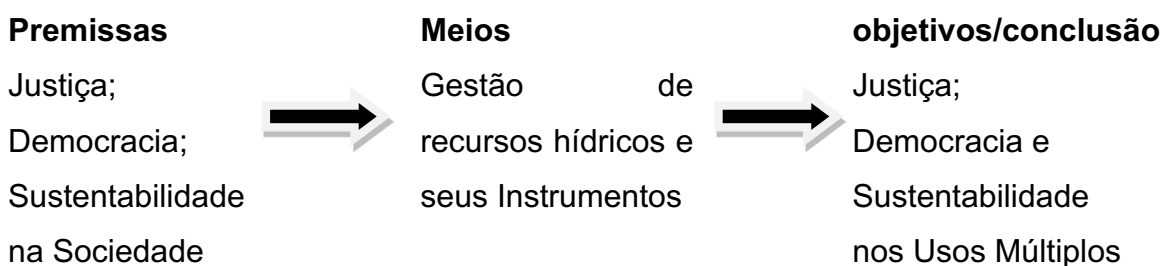 Premissas
Justiça;
Democracia;
Sustentabilidade
na Sociedade
Meios
Gestão de
recursos hídricos e
seus Instrumentos
objetivos/conclusão
Justiça;
Democracia e
Sustentabilidade
nos Usos Múltiplos